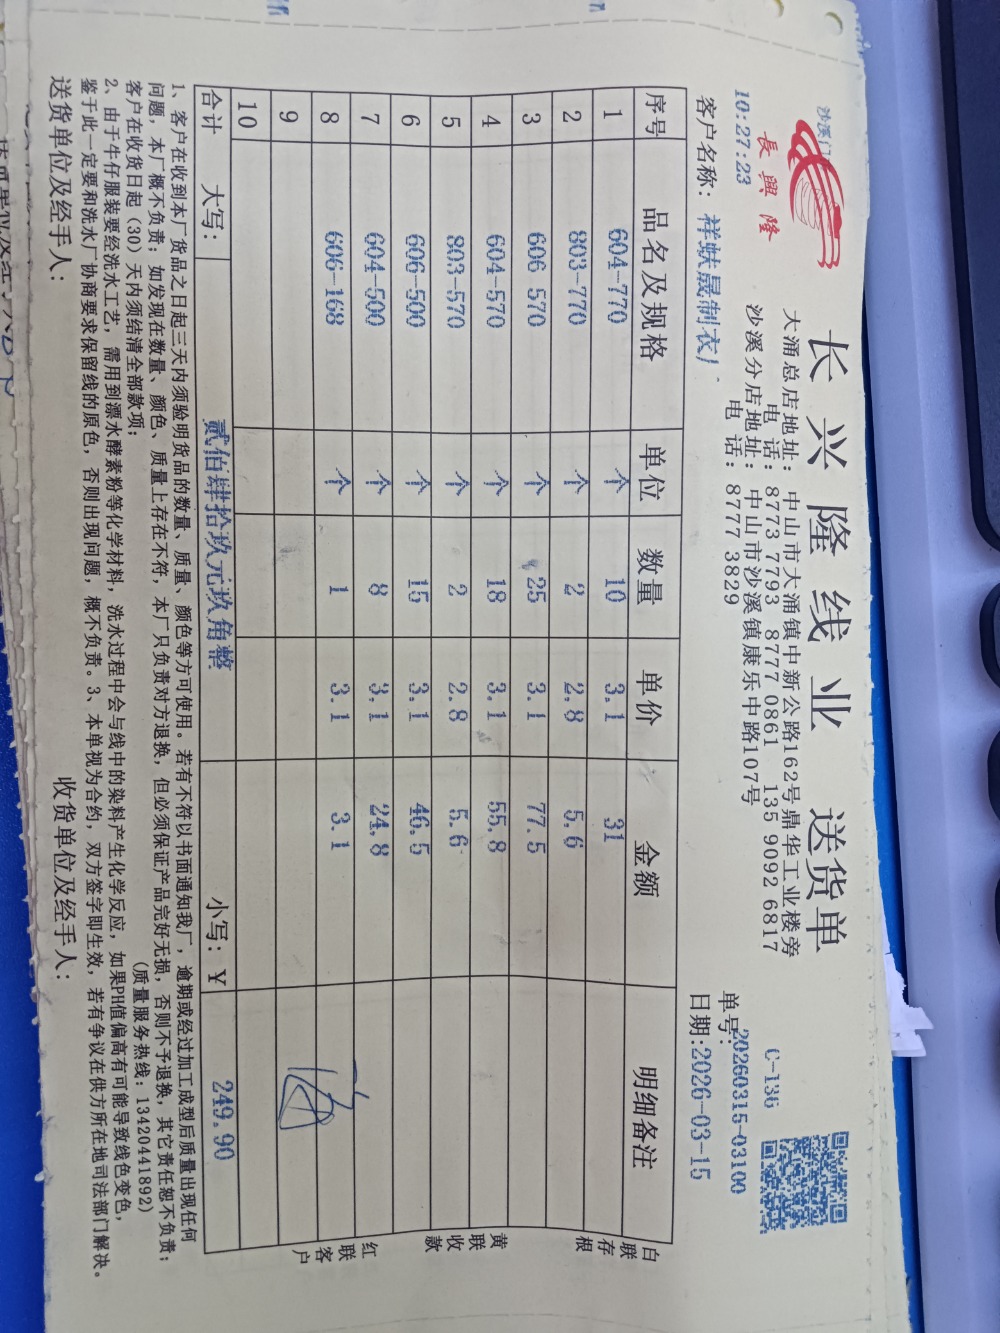 長興隆
长兴隆线业 送货单
沙溪门
C-136
大涌总店地址：中山市大涌镇中新公路162号鼎华工业楼旁
电 话：8773 7793 8777 0861 135 9092 6817
沙溪分店地址：中山市沙溪镇康乐中路107号
电 话：8777 3829
10:27:23
单号：20260315-03100
客户名称：祥蚨晟制衣厂
日期：2026-03-15
序号 品名及规格 单位 数量 单价 金额 明细备注
1 604-770 个 10 3.1 31
2 803-770 个 2 2.8 5.6
3 606 570 个 25 3.1 77.5
4 604-570 个 18 3.1 55.8
5 803-570 个 2 2.8 5.6
6 606-500 个 15 3.1 46.5
7 604-500 个 8 3.1 24.8
8 606-168 个 1 3.1 3.1
9
10
合计 大写： 贰佰肆拾玖元玖角整 小写：¥ 249.90
白联存根
黄联收款
红联客户
1、客户在收到本厂货品之日起三天内须验明货品的数量、质量、颜色等方可使用。若有不符以书面通知我厂，逾期或经过加工成型后质量出现任何
问题，本厂概不负责；如发现在数量、颜色、质量上存在不符，本厂只负责对方退换，但必须保证产品完好无损，否则不予退换，其它责任恕不负责；
客户在收货日起（30）天内须结清全部款项； （质量服务热线：13420441892）
2、由于牛仔服装要经洗水工艺，需用到漂水酵素粉等化学材料，洗水过程中会与线中的染料产生化学反应，如果PH值偏高有可能导致线色变色，
鉴于此一定要和洗水厂协商要求保留线的原色，否则出现问题，概不负责。3、本单视为合约，双方签字即生效，若有争议在供方所在地司法部门解决。
送货单位及经手人： 收货单位及经手人：